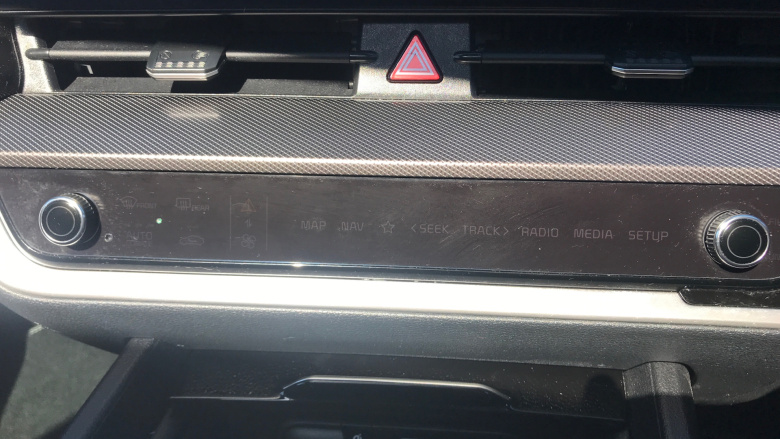 MAP NAV ☆ <SEEK TRACK> RADIO MEDIA SETUP